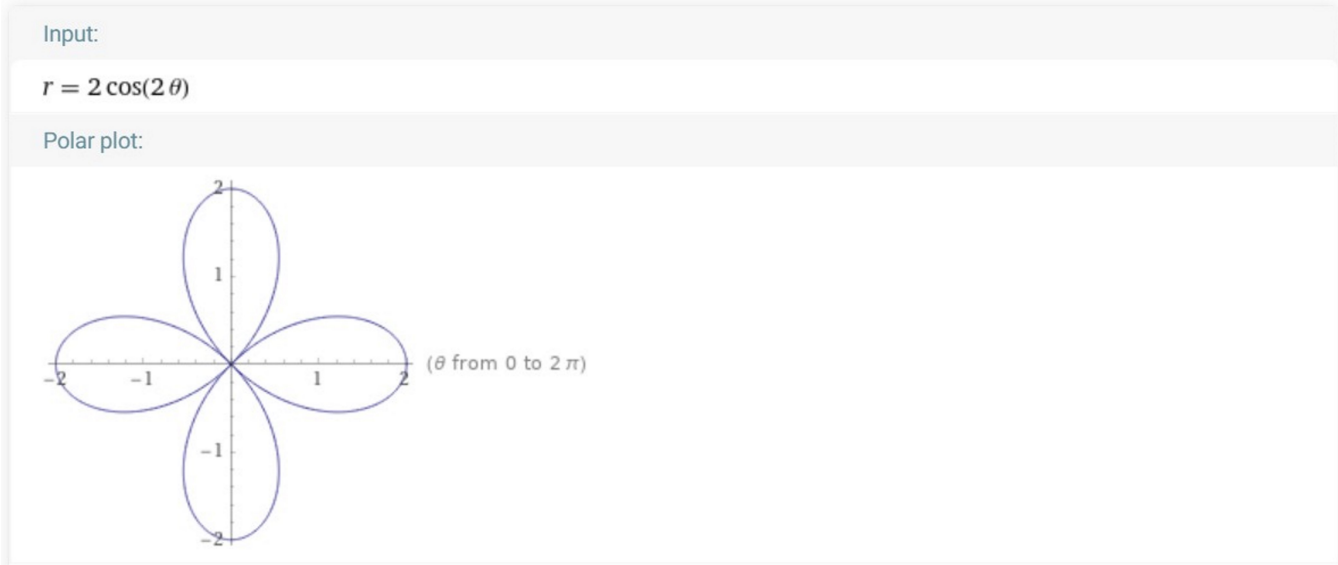 Input:
r = 2 cos(2 θ)
Polar plot:
2
1
−2 −1 1 2 (θ from 0 to 2 π)
−1
−2